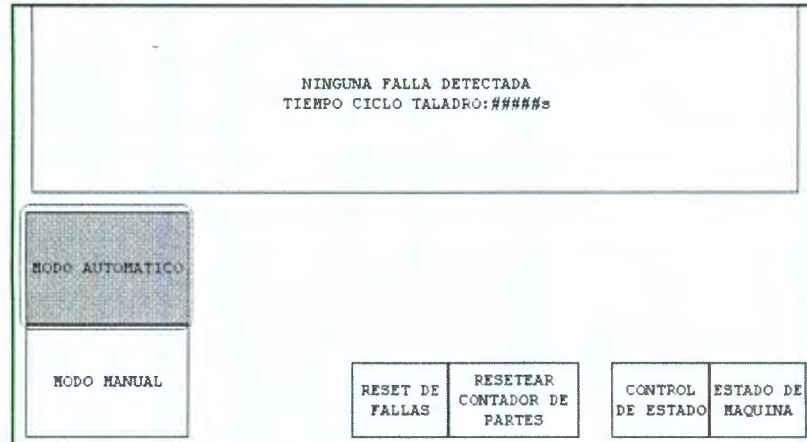 NINGUNA FALLA DETECTADA
TIEMPO CICLO TALADRO:#####s
MODO AUTOMATICO
MODO MANUAL
RESET DE
FALLAS
RESETEAR
CONTADOR DE
PARTES
CONTROL
DE ESTADO
ESTADO DE
MAQUINA